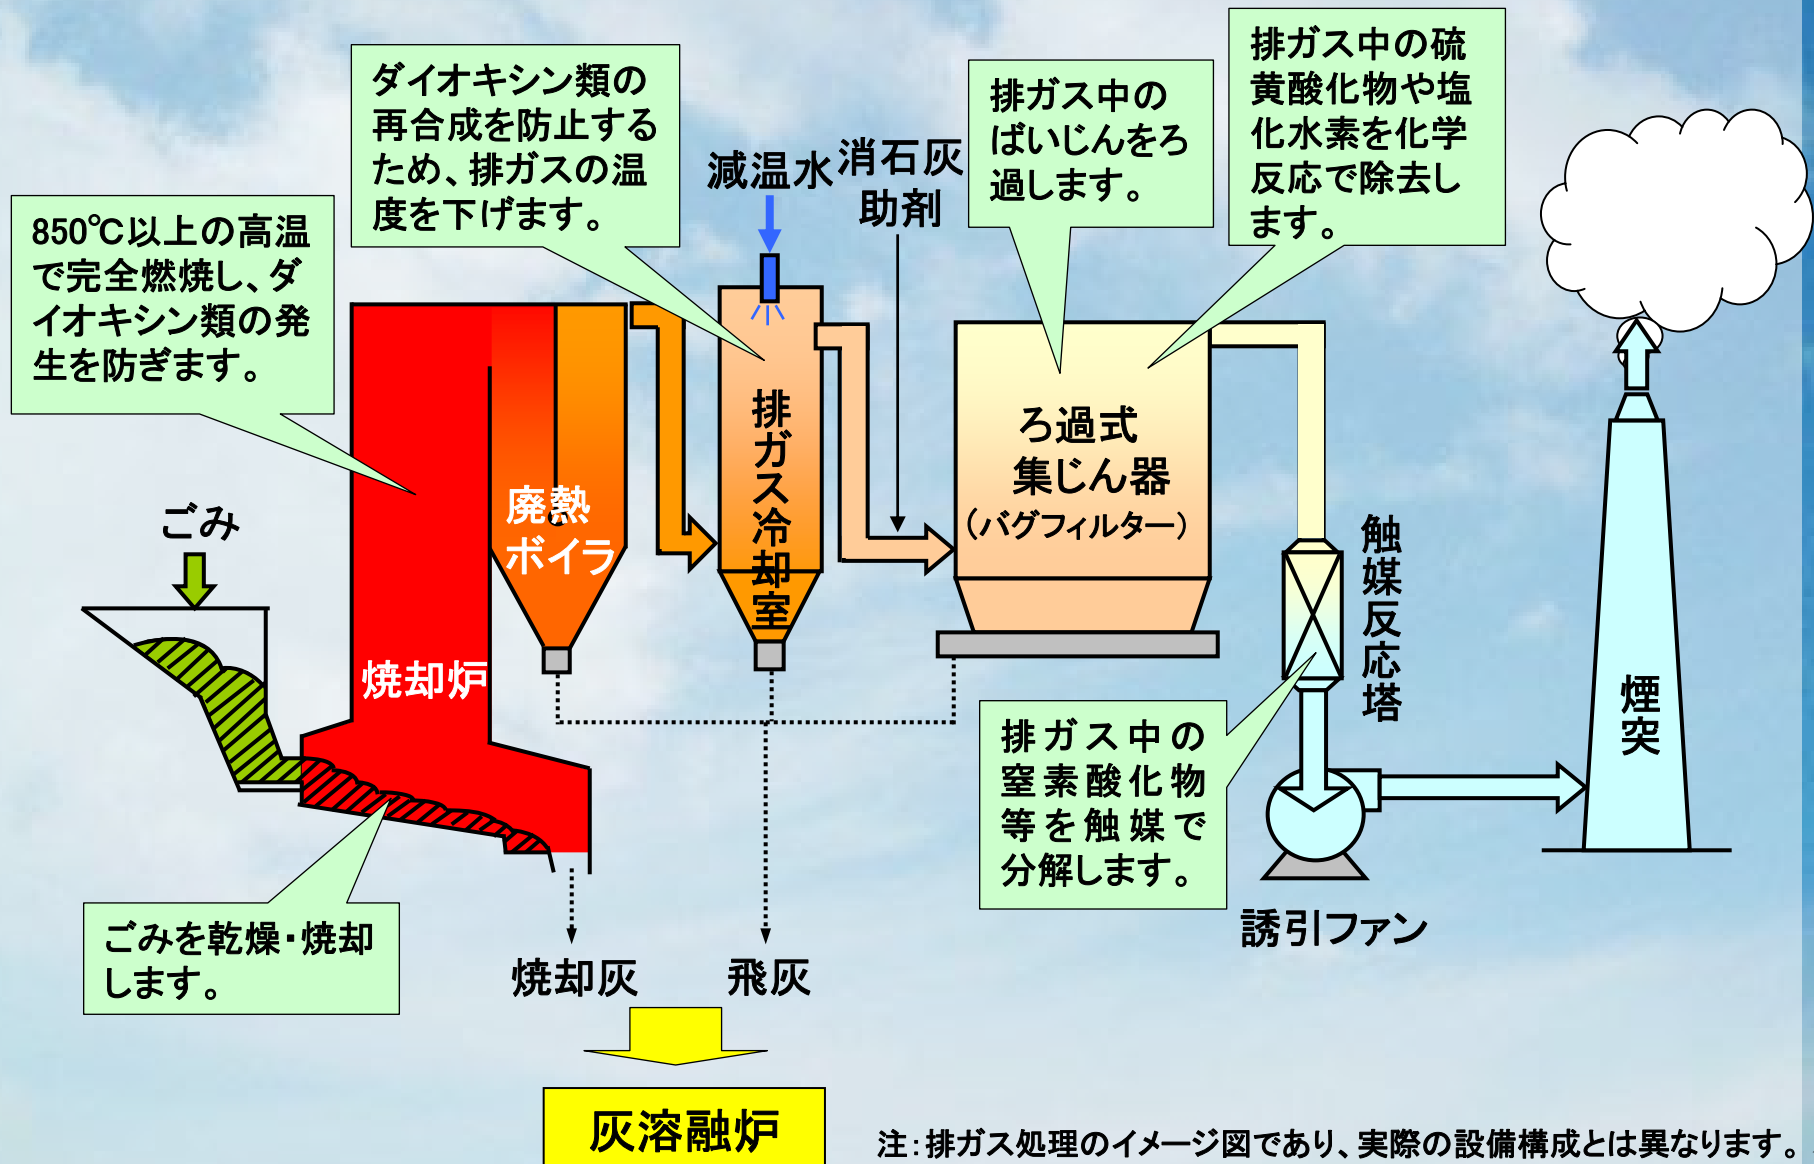 ダイオキシン類の
再合成を防止する
ため、排ガスの温
度を下げます。
排ガス中の
ばいじんをろ
過します。
排ガス中の硫
黄酸化物や塩
化水素を化学
反応で除去し
ます。
850℃以上の高温
で完全燃焼し、ダ
イオキシン類の発
生を防ぎます。
減温水
消石灰
助剤
ごみ
焼却炉
廃熱
ボイラ
排ガス冷却室
ろ過式
集じん器
（バグフィルター）
触媒反応塔
煙突
排ガス中の
窒素酸化物
等を触媒で
分解します。
誘引ファン
ごみを乾燥・焼却
します。
焼却灰
飛灰
灰溶融炉
注：排ガス処理のイメージ図であり、実際の設備構成とは異なります。